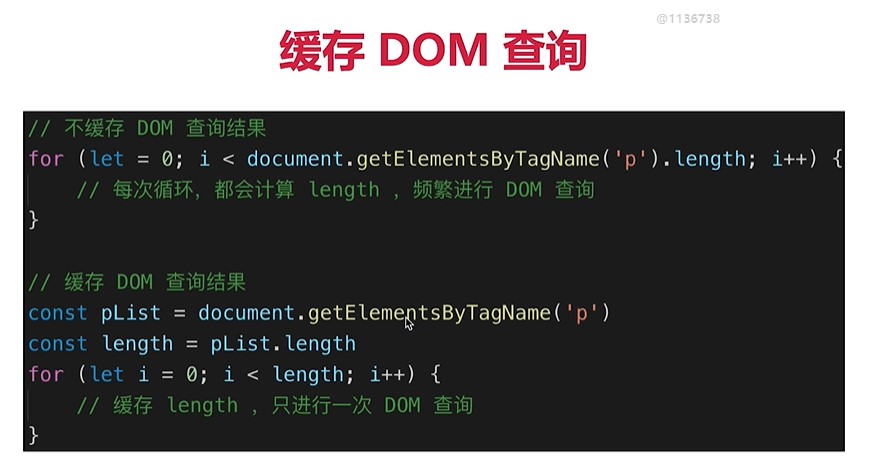 @1136738
缓存 DOM 查询
// 不缓存 DOM 查询结果
for (let = 0; i < document.getElementsByTagName('p').length; i++) {
    // 每次循环，都会计算 length ，频繁进行 DOM 查询
}
// 缓存 DOM 查询结果
const pList = document.getElementsByTagName('p')
const length = pList.length
for (let i = 0; i < length; i++) {
    // 缓存 length ，只进行一次 DOM 查询
}